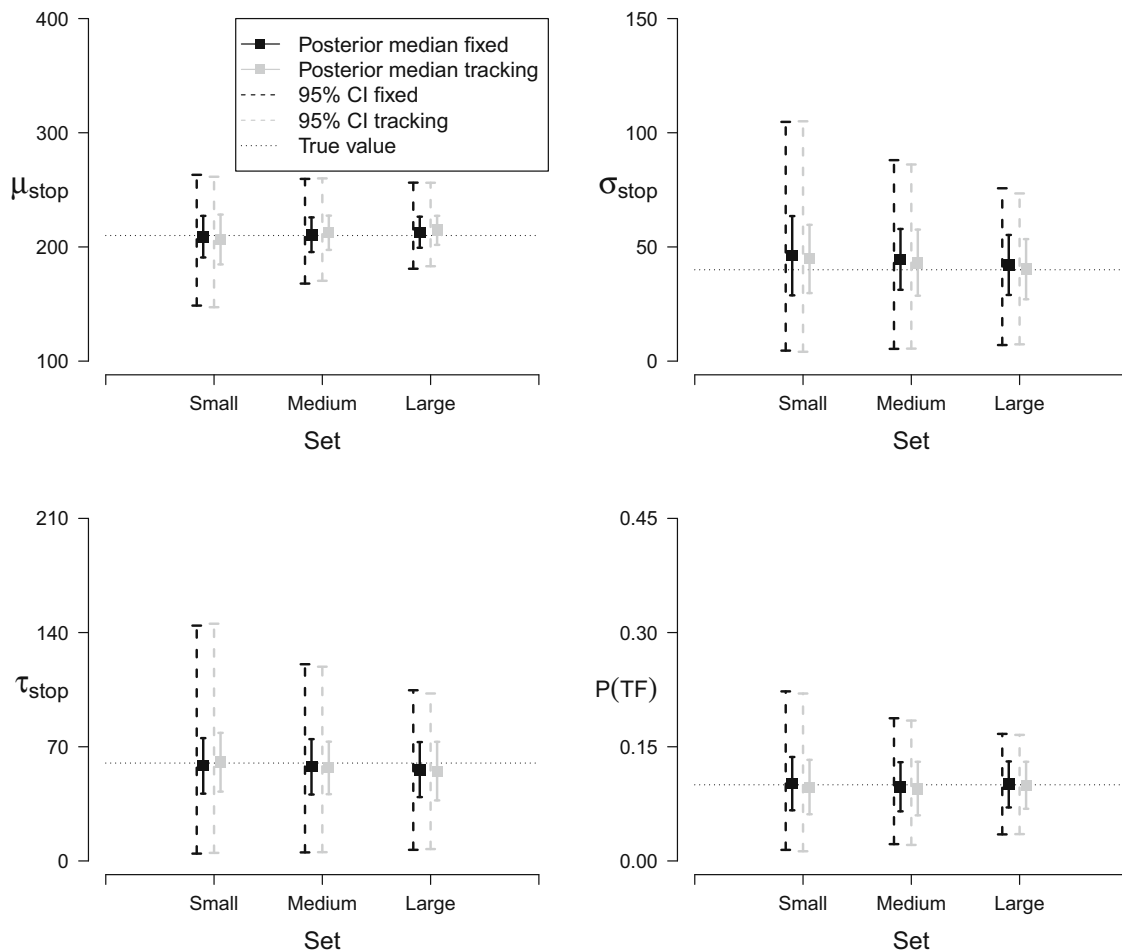 400
300
200
100
μstop
Posterior median fixed
Posterior median tracking
95% CI fixed
95% CI tracking
True value
Small Medium Large
Set
150
100
50
0
σstop
Small Medium Large
Set
210
140
70
0
τstop
Small Medium Large
Set
0.45
0.30
0.15
0.00
P(TF)
Small Medium Large
Set